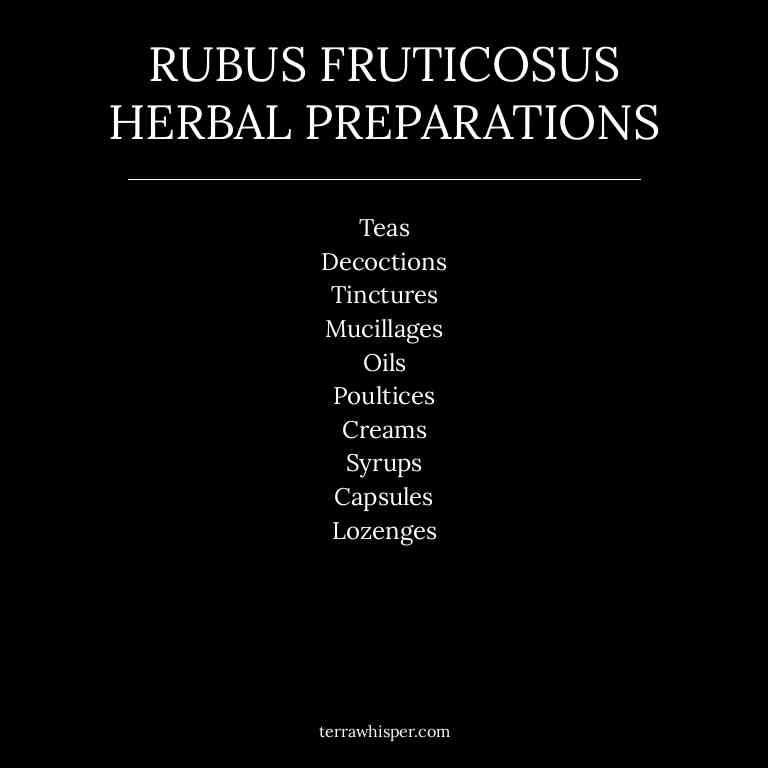 RUBUS FRUTICOSUS
HERBAL PREPARATIONS
Teas
Decoctions
Tinctures
Mucillages
Oils
Poultices
Creams
Syrups
Capsules
Lozenges
terrawhisper.com